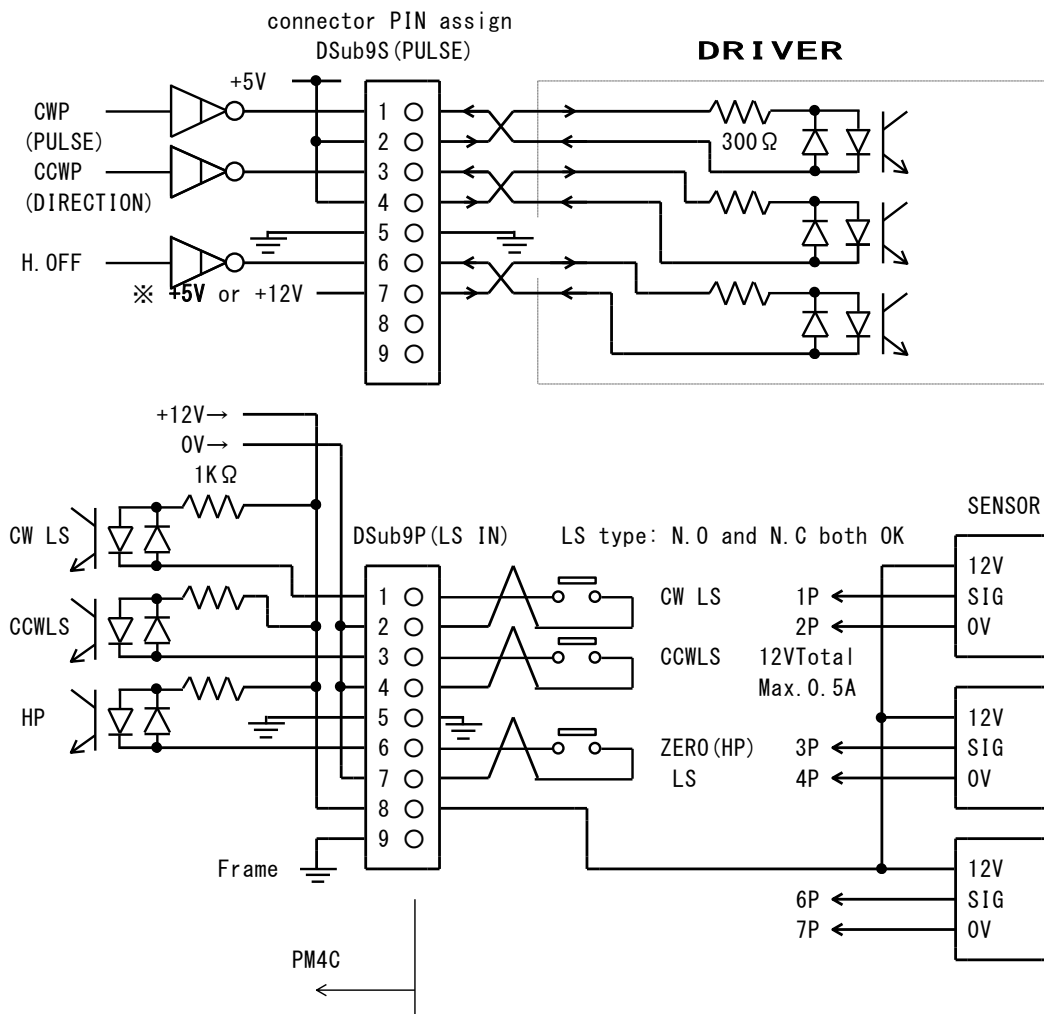 connector PIN assign
DSub9S(PULSE)
DRIVER
+5V
CWP
(PULSE)
CCWP
(DIRECTION)
H.OFF
※ +5V or +12V
1
2
3
4
5
6
7
8
9
300Ω
+12V→
0V→
1KΩ
CW LS
CCWLS
HP
DSub9P(LS IN)
LS type: N.O and N.C both OK
1
2
3
4
5
6
7
8
9
Frame
CW LS
CCWLS
ZERO(HP)
LS
12VTotal
Max.0.5A
SENSOR
12V
1P SIG
2P 0V
12V
3P SIG
4P 0V
12V
6P SIG
7P 0V
PM4C